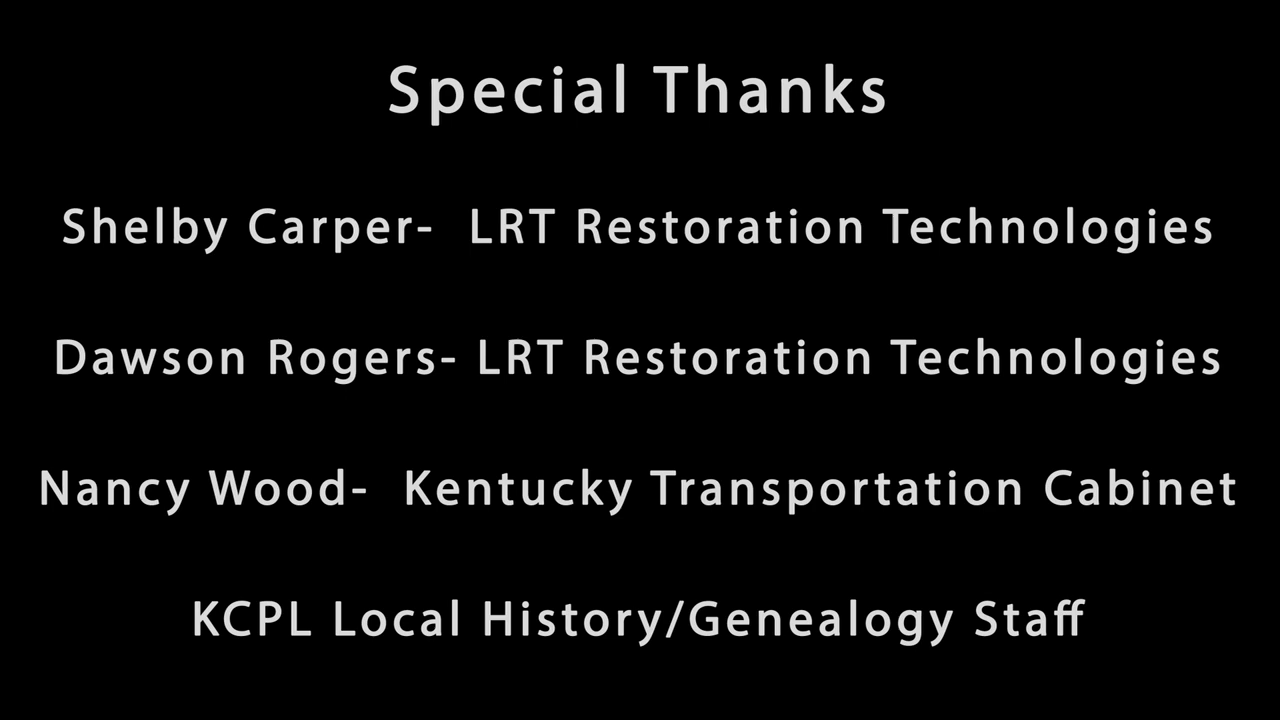 Special Thanks
Shelby Carper-  LRT Restoration Technologies
Dawson Rogers- LRT Restoration Technologies
Nancy Wood-  Kentucky Transportation Cabinet
KCPL Local History/Genealogy Staff